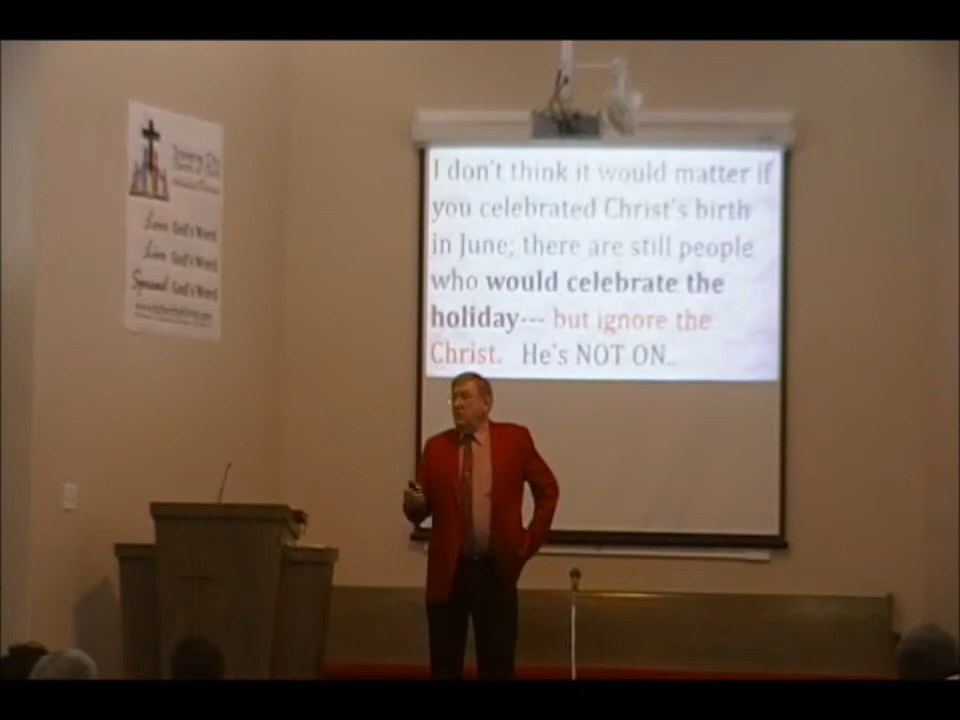 Love God's Word
Live God's Word
Spread God's Word
I don't think it would matter if
you celebrated Christ's birth
in June; there are still people
who would celebrate the
holiday--- but ignore the
Christ. He's NOT ON..